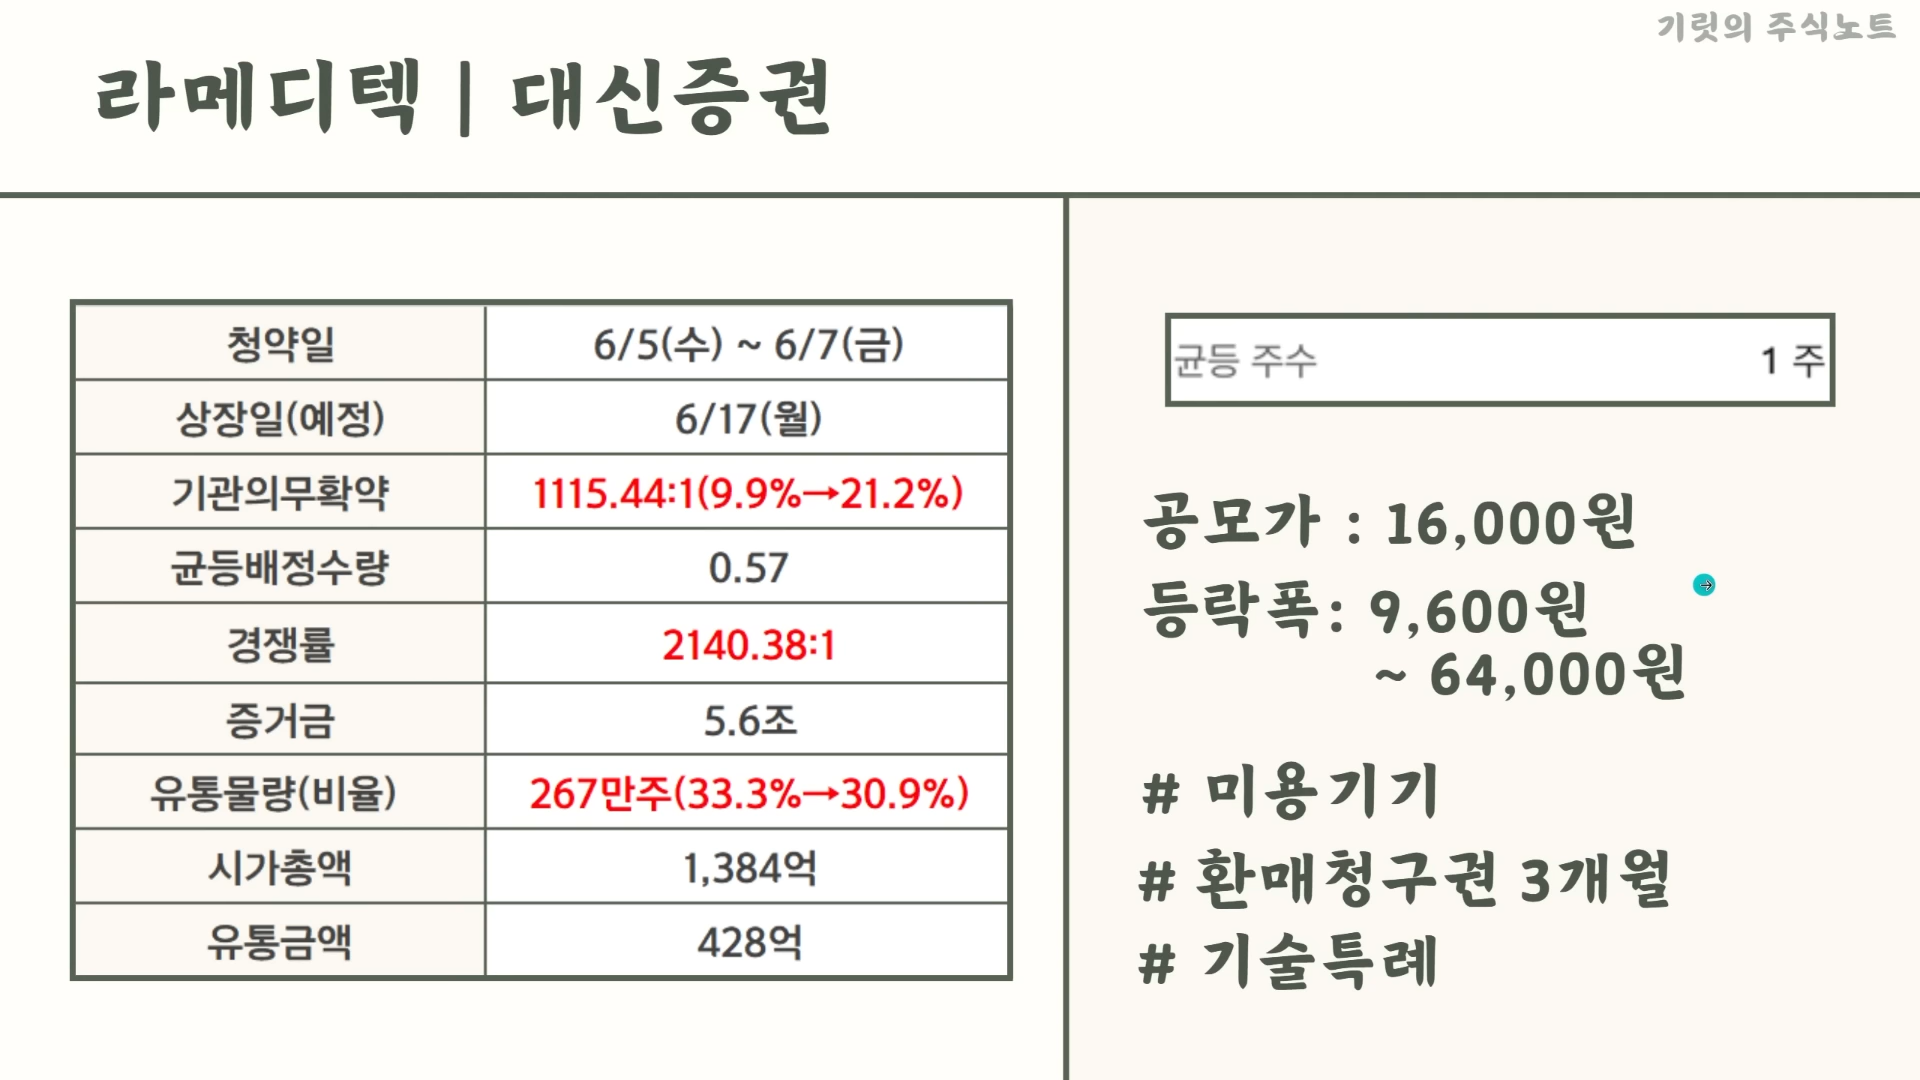 기릿의 주식노트
라메디텍 | 대신증권
청약일 6/5(수) ~ 6/7(금)
상장일(예정) 6/17(월)
기관의무확약 1115.44:1(9.9%→21.2%)
균등배정수량 0.57
경쟁률 2140.38:1
증거금 5.6조
유통물량(비율) 267만주(33.3%→30.9%)
시가총액 1,384억
유통금액 428억
균등 주수 1 주
공모가 : 16,000원
등락폭: 9,600원
~ 64,000원
# 미용기기
# 환매청구권 3개월
# 기술특례